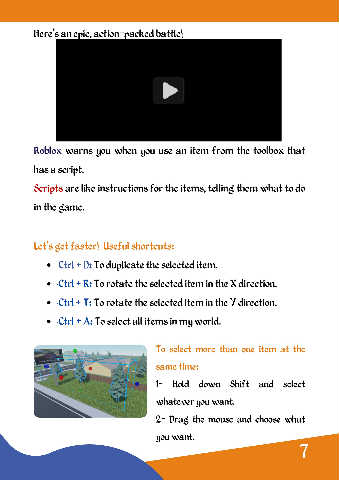 Here's an epic, action-packed battle!
Roblox warns you when you use an item from the toolbox that
has a script.
Scripts are like instructions for the items, telling them what to do
in the game.
Let's get faster! Useful shortcuts:
• Ctrl + D: To duplicate the selected item.
• Ctrl + R: To rotate the selected item in the X direction.
• Ctrl + T: To rotate the selected item in the Y direction.
• Ctrl + A: To select all items in my world.
To select more than one item at the
same time:
1- Hold down Shift and select
whatever you want.
2- Drag the mouse and choose what
you want.
7